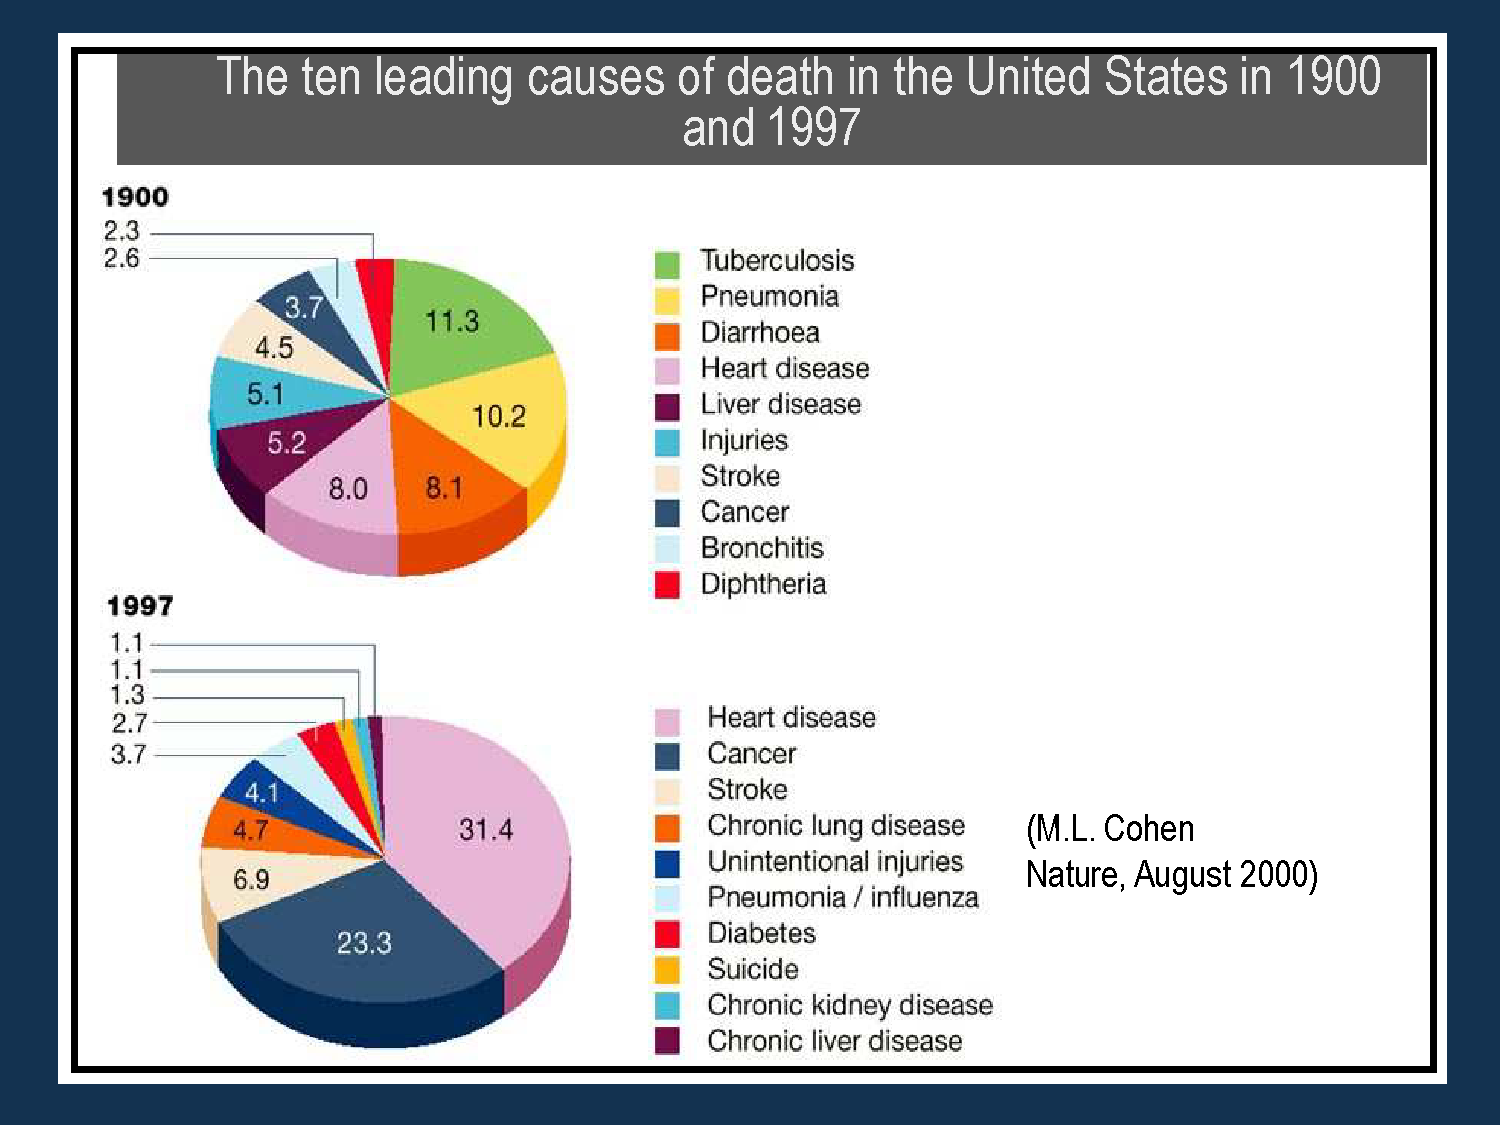 The ten leading causes of death in the United States in 1900
and 1997
1900
2.3
2.6
3.7
11.3
4.5
5.1
10.2
5.2
8.0
8.1
Tuberculosis
Pneumonia
Diarrhoea
Heart disease
Liver disease
Injuries
Stroke
Cancer
Bronchitis
Diphtheria
1997
1.1
1.1
1.3
2.7
3.7
4.1
4.7
31.4
6.9
23.3
Heart disease
Cancer
Stroke
Chronic lung disease
Unintentional injuries
Pneumonia / influenza
Diabetes
Suicide
Chronic kidney disease
Chronic liver disease
(M.L. Cohen
Nature, August 2000)